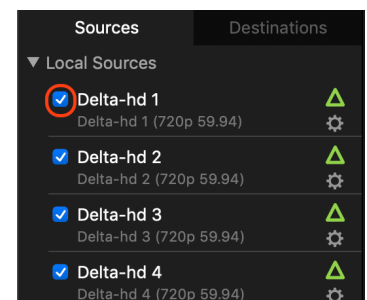 Sources
Destinations
Local Sources
Delta-hd 1
Delta-hd 1 (720p 59.94)
Delta-hd 2
Delta-hd 2 (720p 59.94)
Delta-hd 3
Delta-hd 3 (720p 59.94)
Delta-hd 4
Delta-hd 4 (720p 59.94)